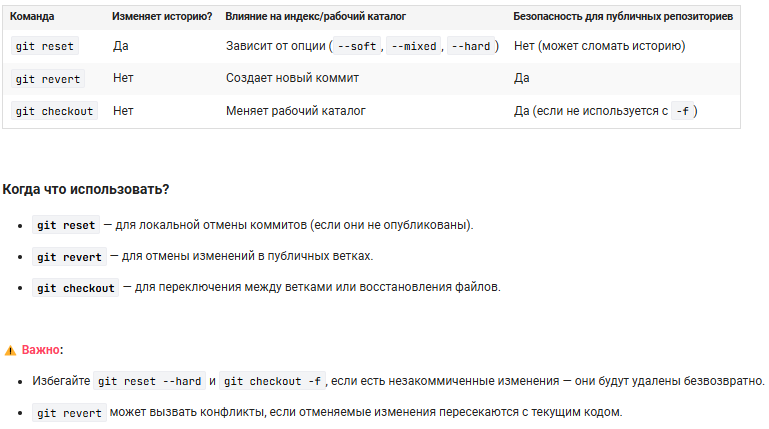 Команда Изменяет историю? Влияние на индекс/рабочий каталог Безопасность для публичных репозиториев
git reset Да Зависит от опции ( --soft , --mixed , --hard ) Нет (может сломать историю)
git revert Нет Создает новый коммит Да
git checkout Нет Меняет рабочий каталог Да (если не используется с -f )
Когда что использовать?
• git reset — для локальной отмены коммитов (если они не опубликованы).
• git revert — для отмены изменений в публичных ветках.
• git checkout — для переключения между ветками или восстановления файлов.
⚠️ Важно:
• Избегайте git reset --hard и git checkout -f , если есть незакоммиченные изменения — они будут удалены безвозвратно.
• git revert может вызвать конфликты, если отменяемые изменения пересекаются с текущим кодом.